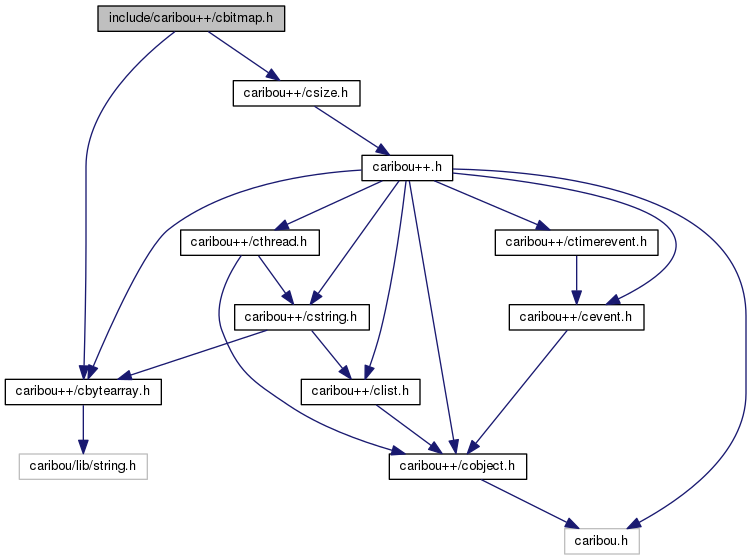 include/caribou++/cbitmap.h
caribou++/csize.h
caribou++.h
caribou++/cthread.h
caribou++/ctimerevent.h
caribou++/cstring.h
caribou++/cevent.h
caribou++/cbytearray.h
caribou++/clist.h
caribou/lib/string.h
caribou++/cobject.h
caribou.h